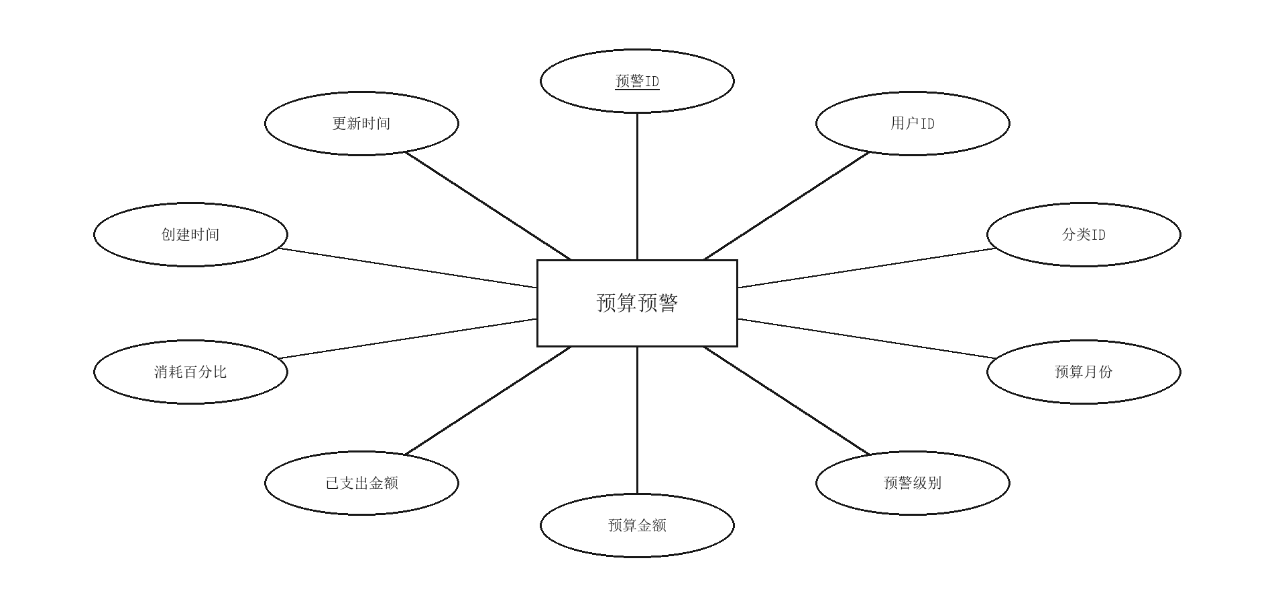 预警ID
更新时间
用户ID
创建时间
分类ID
预算预警
消耗百分比
预算月份
已支出金额
预警级别
预算金额